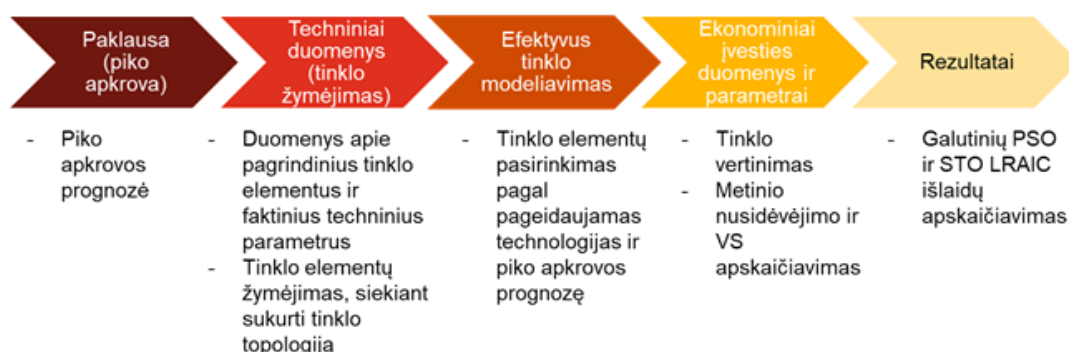 Paklausa
(piko
apkrova)
Techniniai
duomenys
(tinklo
žymėjimas)
Efektyvus
tinklo
modeliavimas
Ekonominiai
įvesties
duomenys ir
parametrai
Rezultatai
- Piko
apkrovos
prognozė
- Duomenys apie
pagrindinius tinklo
elementus ir
faktinius techninius
parametrus
- Tinklo elementų
žymėjimas, siekiant
sukurti tinklo
topologiją
- Tinklo elementų
pasirinkimas
pagal
pageidaujamas
technologijas ir
piko apkrovos
prognozę
- Tinklo
vertinimas
- Metinio
nusidėvėjimo ir
VS
apskaičiavimas
- Galutinių PSO
ir STO LRAIC
išlaidų
apskaičiavimas